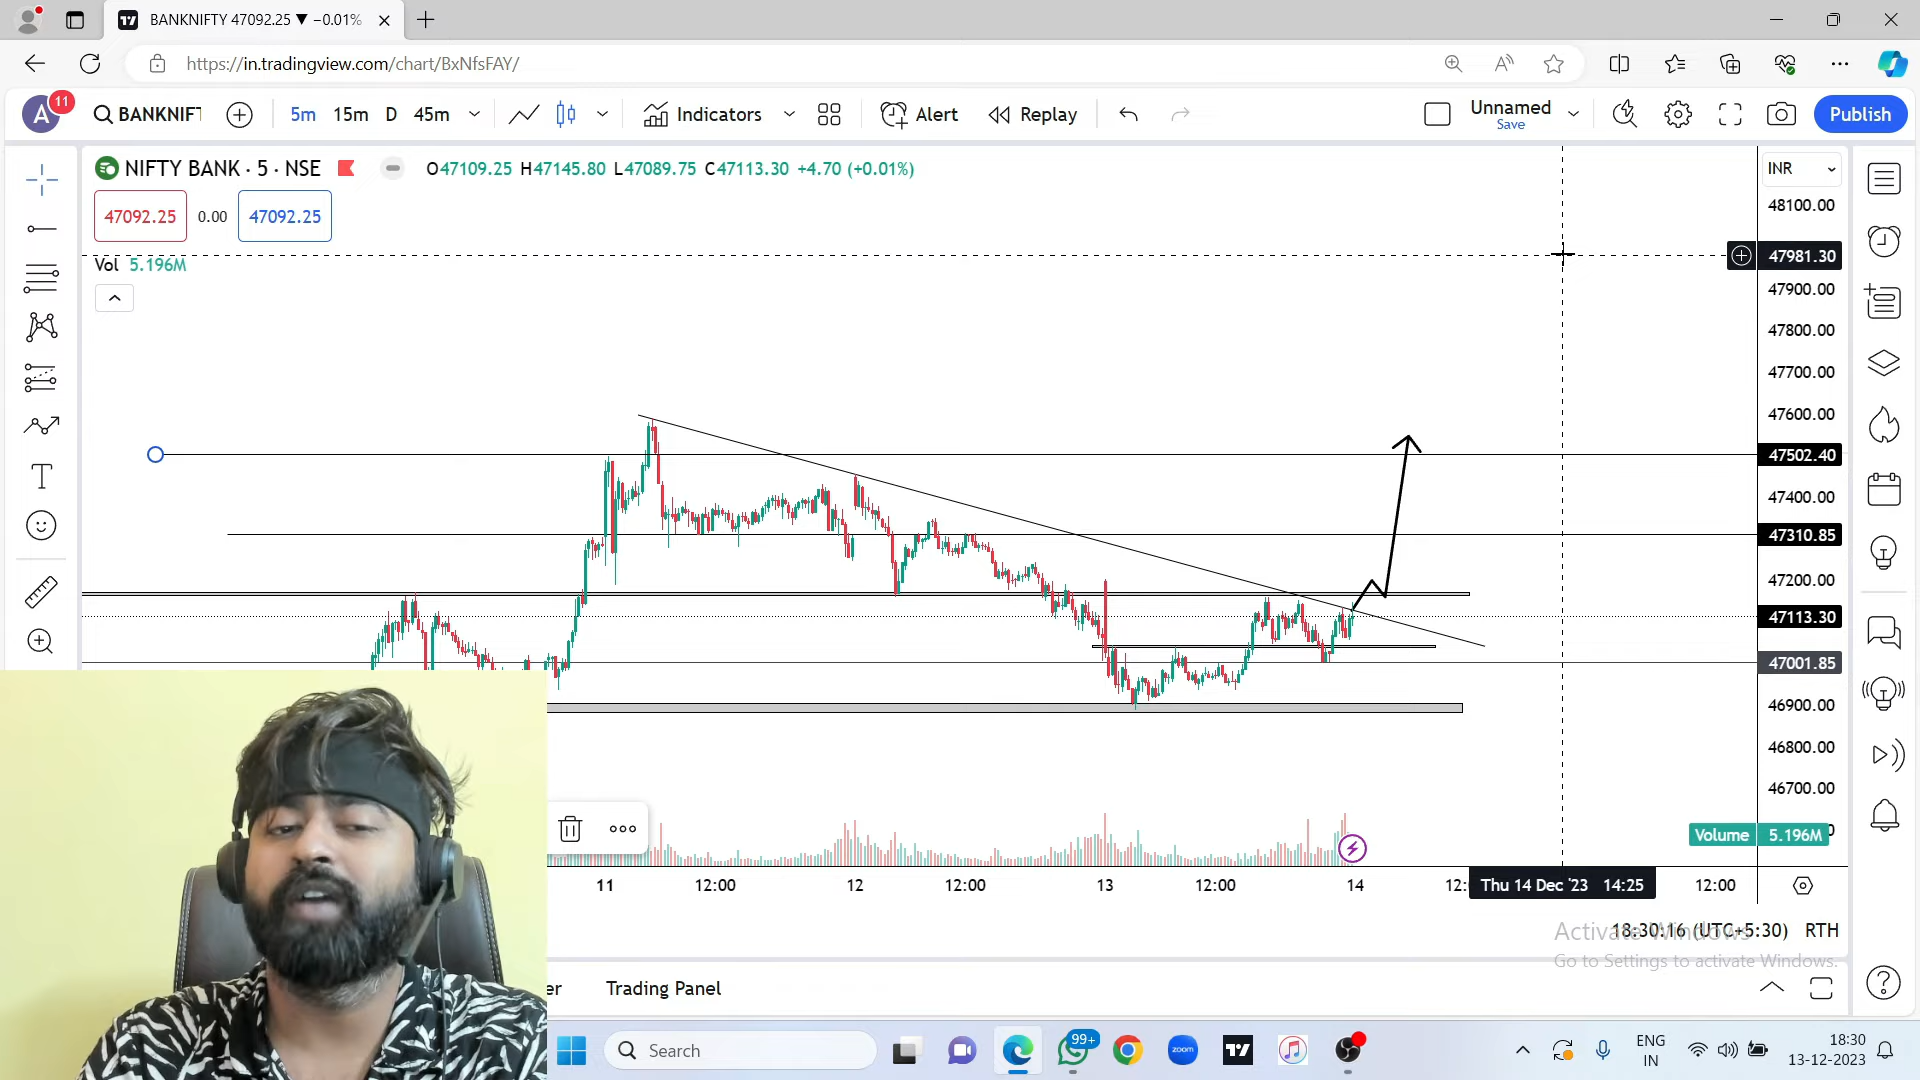 BANKNIFTY 47092.25 ▼ −0.01%
https://in.tradingview.com/chart/BxNfsFAY/
A 11 BANKNIFT 5m 15m D 45m Indicators Alert Replay Unnamed Save Publish
NIFTY BANK · 5 · NSE O47109.25 H47145.80 L47089.75 C47113.30 +4.70 (+0.01%)
INR
47092.25 0.00 47092.25
Vol 5.196M
48100.00
47981.30
47900.00
47800.00
47700.00
47600.00
47502.40
47400.00
47310.85
47200.00
47113.30
47001.85
46900.00
46800.00
46700.00
Volume 5.196M
11 12:00 12 12:00 13 12:00 14 Thu 14 Dec '23 14:25 12:00
18:30:16 (UTC+5:30) RTH
Activate Windows
Go to Settings to activate Windows.
er Trading Panel
Search 99+ zoom ENG IN 18:30
13-12-2023